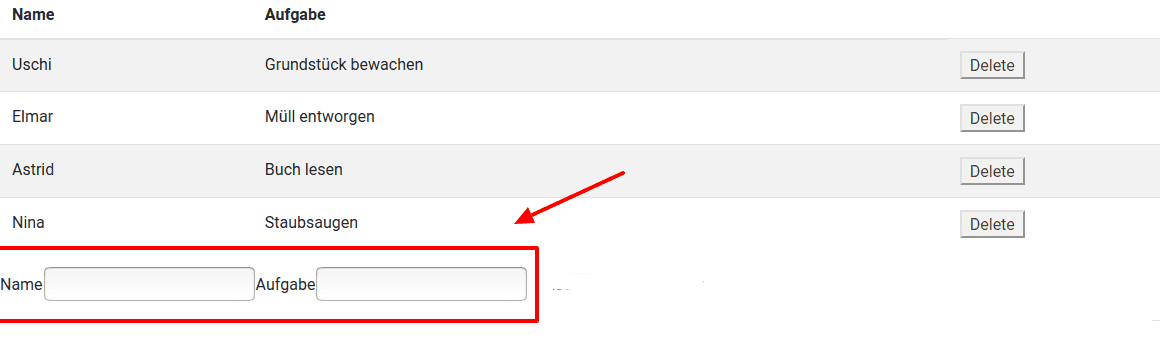 Name Aufgabe
Uschi Grundstück bewachen Delete
Elmar Müll entworgen Delete
Astrid Buch lesen Delete
Nina Staubsaugen Delete
Name Aufgabe